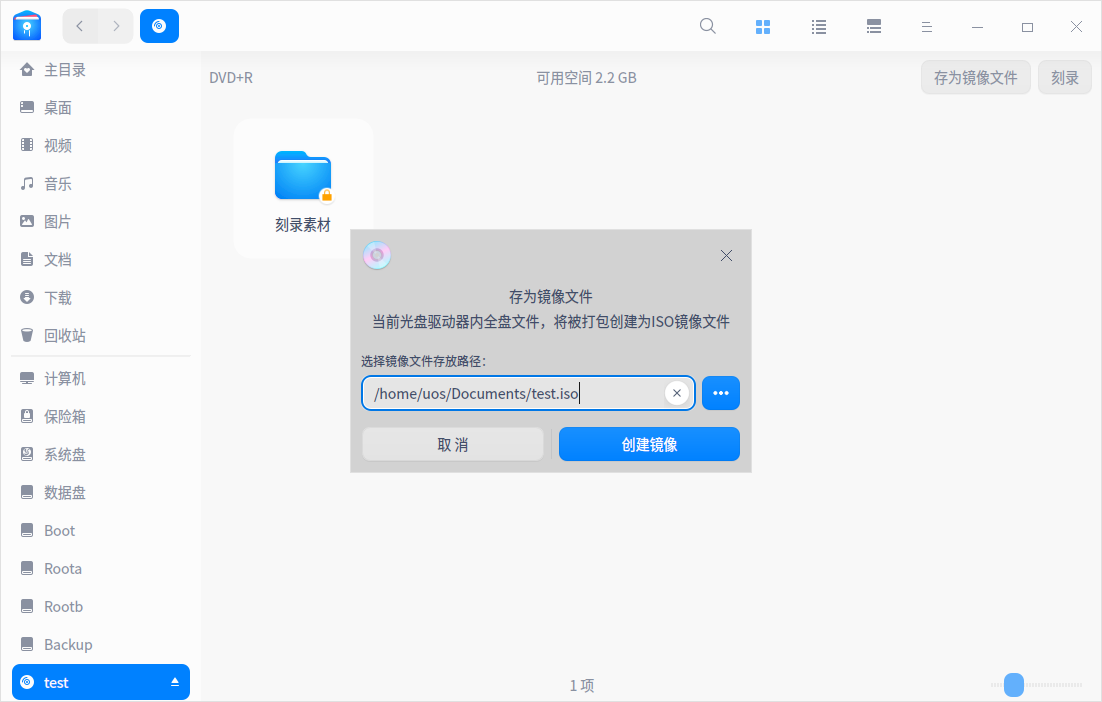 主目录
桌面
视频
音乐
图片
文档
下载
回收站
计算机
保险箱
系统盘
数据盘
Boot
Roota
Rootb
Backup
test
DVD+R
可用空间 2.2 GB
存为镜像文件
刻录
刻录素材
存为镜像文件
当前光盘驱动器内全盘文件，将被打包创建为ISO镜像文件
选择镜像文件存放路径：
/home/uos/Documents/test.iso
取 消
创建镜像
1 项